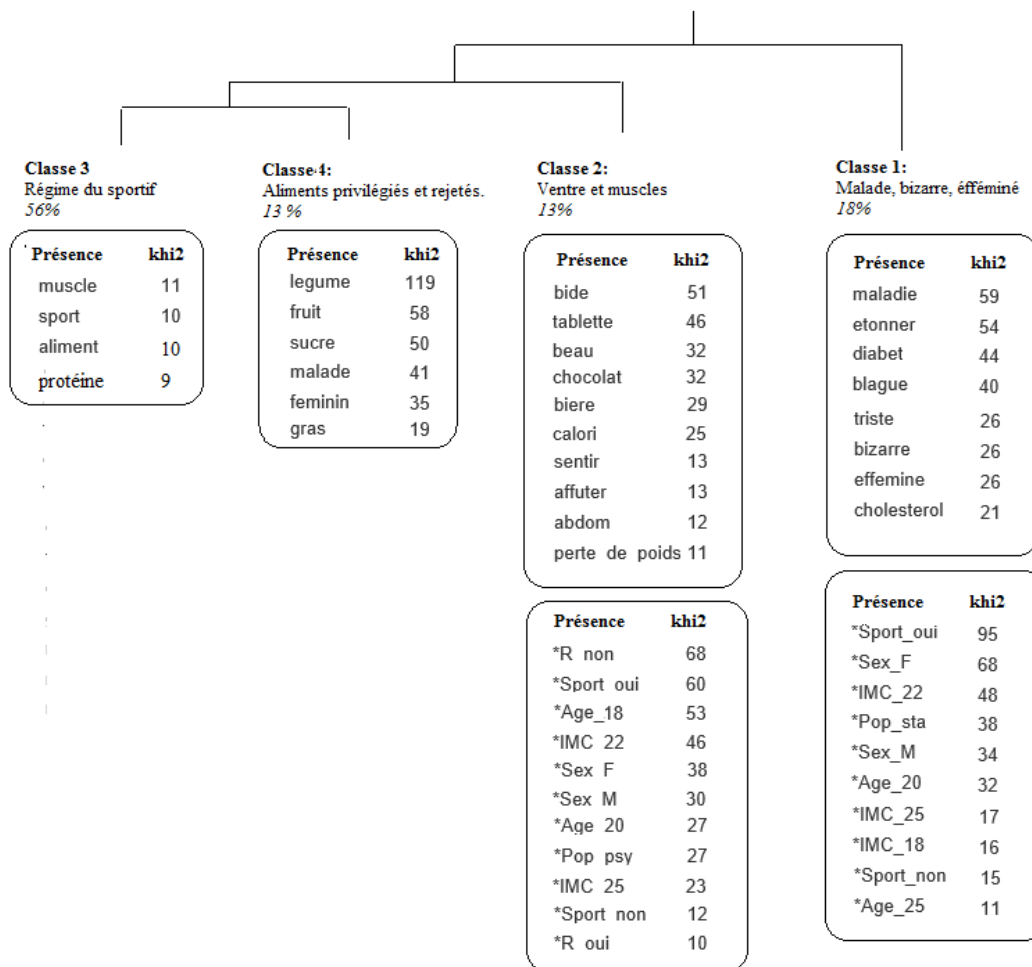 Classe 3
Régime du sportif
56%
Présence khi2
muscle 11
sport 10
aliment 10
protéine 9
Classe 4:
Aliments privilégiés et rejetés.
13 %
Présence khi2
legume 119
fruit 58
sucre 50
malade 41
feminin 35
gras 19
Classe 2:
Ventre et muscles
13%
Présence khi2
bide 51
tablette 46
beau 32
chocolat 32
biere 29
calori 25
sentir 13
affuter 13
abdom 12
perte de poids 11
Présence khi2
*R non 68
*Sport oui 60
*Age_18 53
*IMC 22 46
*Sex F 38
*Sex M 30
*Age 20 27
*Pop psy 27
*IMC 25 23
*Sport non 12
*R oui 10
Classe 1:
Malade, bizarre, éfféminé
18%
Présence khi2
maladie 59
etonner 54
diabet 44
blague 40
triste 26
bizarre 26
effemine 26
cholesterol 21
Présence khi2
*Sport_oui 95
*Sex_F 68
*IMC_22 48
*Pop_sta 38
*Sex_M 34
*Age_20 32
*IMC_25 17
*IMC_18 16
*Sport_non 15
*Age_25 11